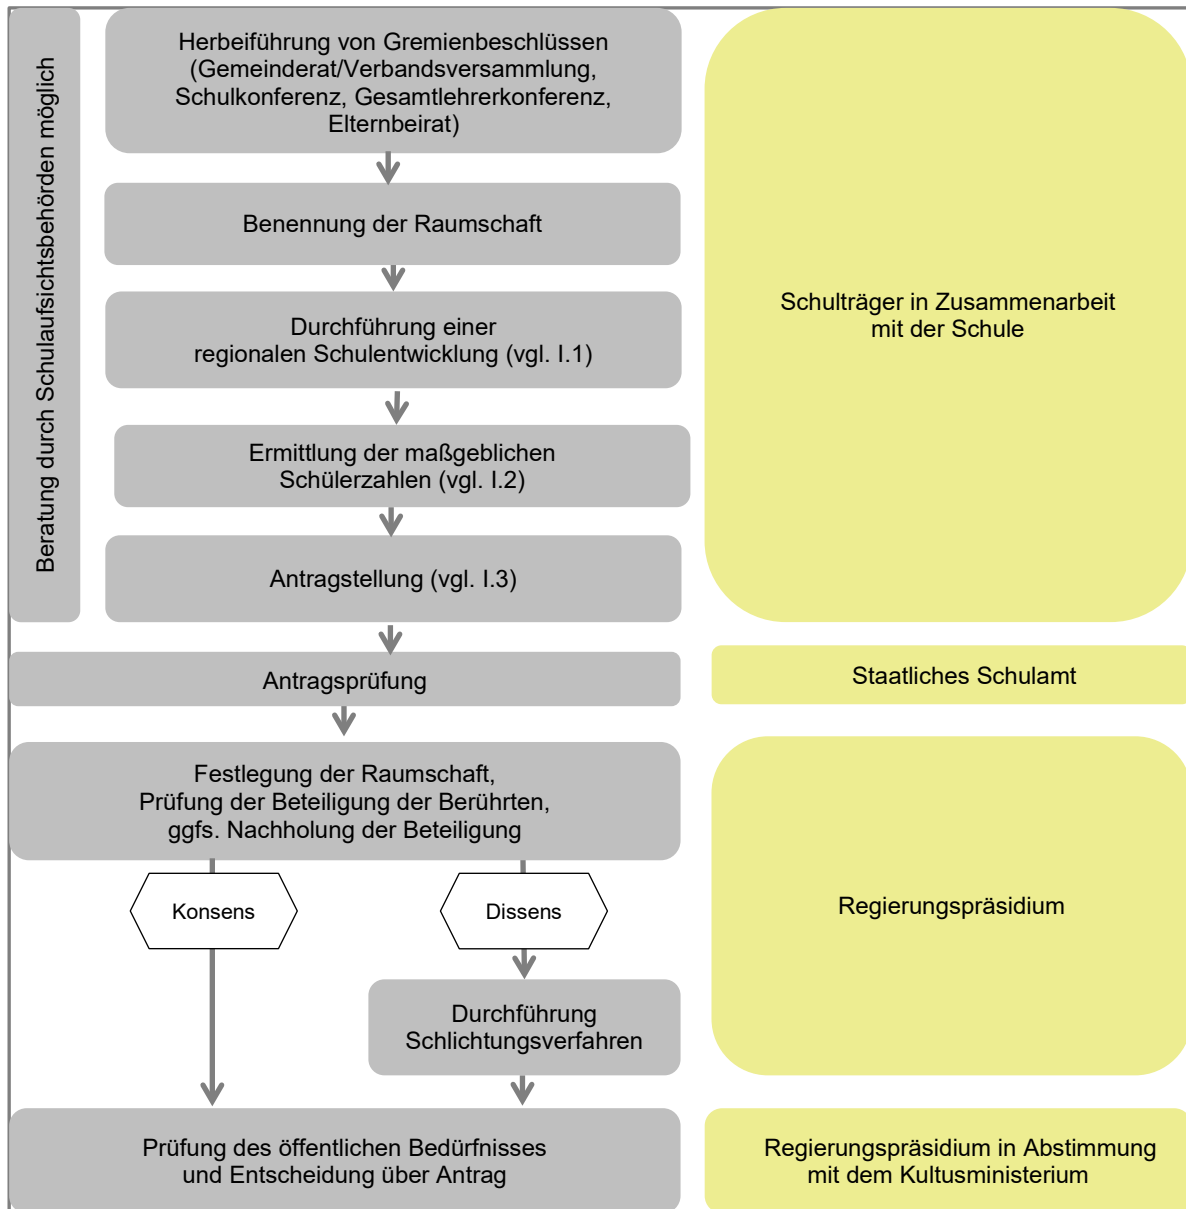 Beratung durch Schulaufsichtsbehörden möglich
Herbeiführung von Gremienbeschlüssen
(Gemeinderat/Verbandsversammlung,
Schulkonferenz, Gesamtlehrerkonferenz,
Elternbeirat)
Benennung der Raumschaft
Durchführung einer
regionalen Schulentwicklung (vgl. I.1)
Ermittlung der maßgeblichen
Schülerzahlen (vgl. I.2)
Antragstellung (vgl. I.3)
Schulträger in Zusammenarbeit
mit der Schule
Antragsprüfung
Staatliches Schulamt
Festlegung der Raumschaft,
Prüfung der Beteiligung der Berührten,
ggfs. Nachholung der Beteiligung
Konsens
Dissens
Durchführung
Schlichtungsverfahren
Regierungspräsidium
Prüfung des öffentlichen Bedürfnisses
und Entscheidung über Antrag
Regierungspräsidium in Abstimmung
mit dem Kultusministerium